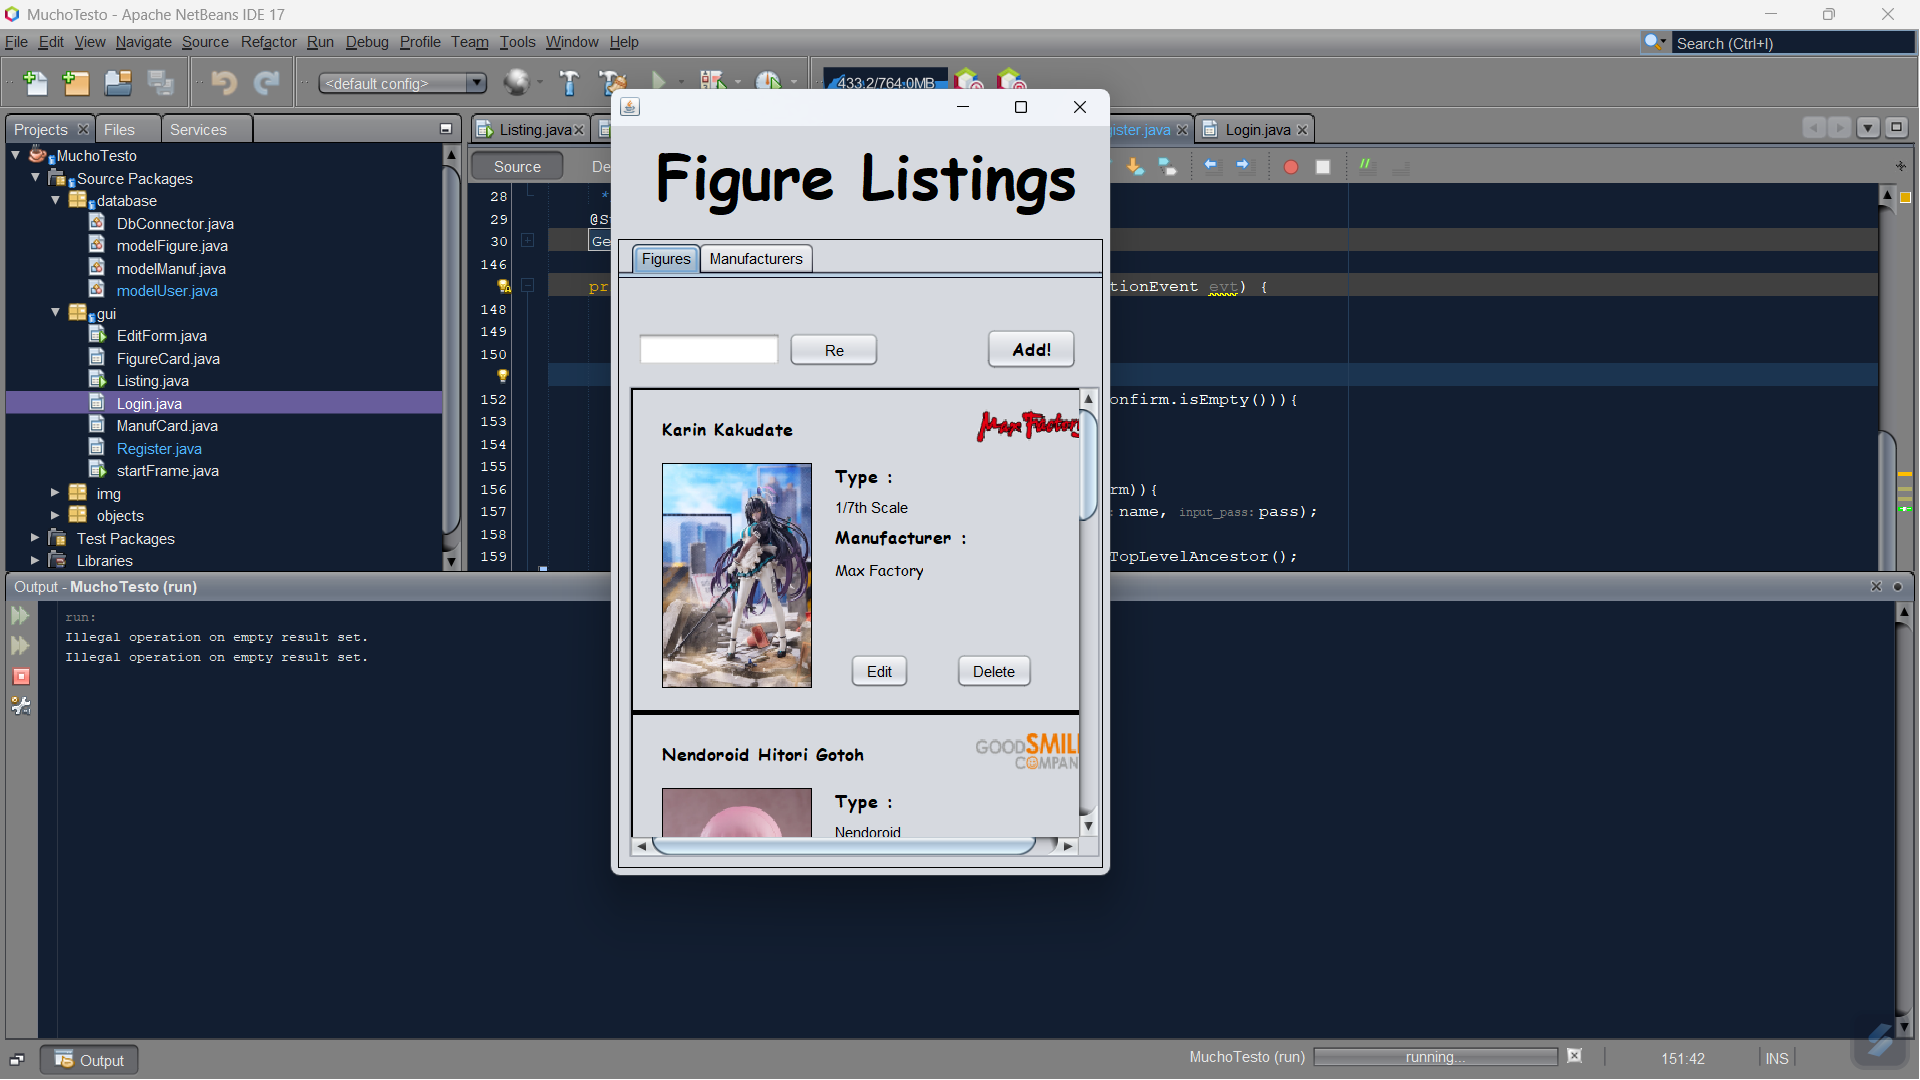 MuchoTesto - Apache NetBeans IDE 17
File Edit View Navigate Source Refactor Run Debug Profile Team Tools Window Help
Search (Ctrl+I)
<default config>
433.2/764.0MB
Projects Files Services
Listing.java
ister.java
Login.java
MuchoTesto
Source Packages
database
DbConnector.java
modelFigure.java
modelManuf.java
modelUser.java
gui
EditForm.java
FigureCard.java
Listing.java
Login.java
ManufCard.java
Register.java
startFrame.java
img
objects
Test Packages
Libraries
Source De
28 *
29 @S
30 Ge
146
pr tionEvent evt) {
148
149
150
152 onfirm.isEmpty())){
153
154
155
156 rm)){
157 name, input_pass: pass);
158
159 TopLevelAncestor();
Figure Listings
Figures Manufacturers
Re Add!
Karin Kakudate
Max Factory
Type :
1/7th Scale
Manufacturer :
Max Factory
Edit Delete
Nendoroid Hitori Gotoh
GOODSMIL
COMPAN
Type :
Nendoroid
Output - MuchoTesto (run)
run:
Illegal operation on empty result set.
Illegal operation on empty result set.
Output
MuchoTesto (run) running... 151:42 INS